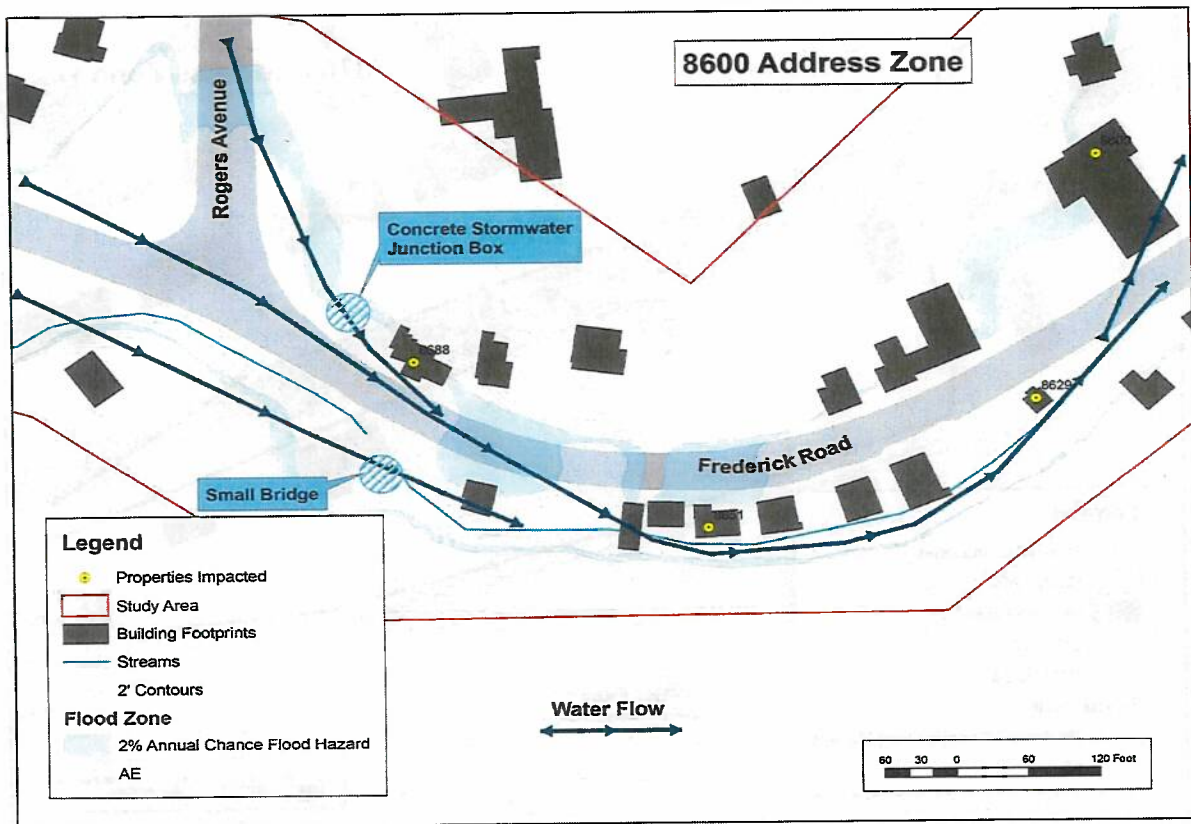 8600 Address Zone
Rogers Avenue
Concrete Stormwater
Junction Box
8688
86297
Frederick Road
Small Bridge
Legend
Properties Impacted
Study Area
Building Footprints
Streams
2' Contours
Flood Zone
2% Annual Chance Flood Hazard
AE
Water Flow
60 30 0 60 120 Foot